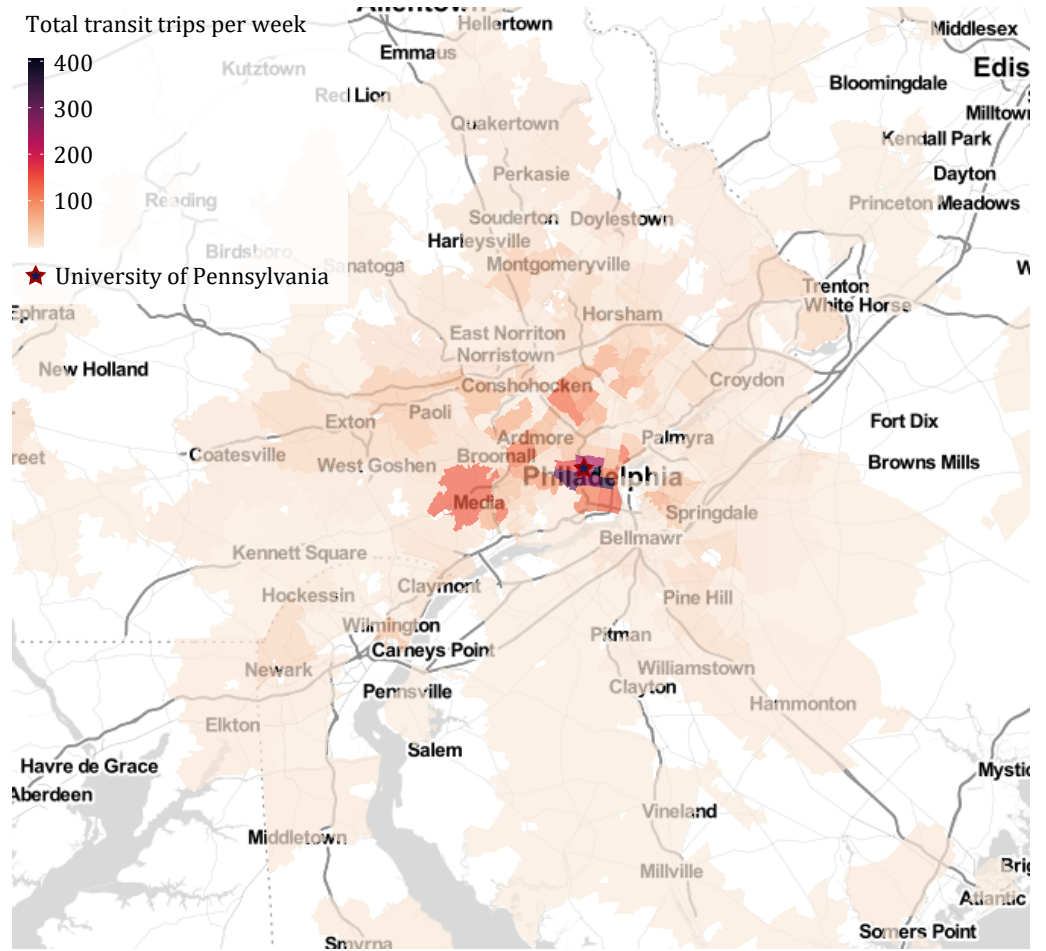 Total transit trips per week
400
300
200
100
University of Pennsylvania
Allentown
Hellertown
Middlesex
Emmaus
Kutztown
Edis
Bloomingdale
Red Lion
Milltown
Quakertown
Kendall Park
Perkasie
Dayton
Reading
Princeton Meadows
Souderton
Doylestown
Harleysville
Birdsboro
Sanatoga
Montgomeryville
W
Trenton
Ephrata
Horsham
White Horse
East Norriton
Norristown
New Holland
Conshohocken
Croydon
Paoli
Exton
Fort Dix
Ardmore
Palmyra
reet
Coatesville
Broomall
West Goshen
Browns Mills
Philadelphia
Media
Springdale
Bellmawr
Kennett Square
Claymont
Hockessin
Pine Hill
Wilmington
Pitman
Carneys Point
Newark
Williamstown
Pennsville
Clayton
Hammonton
Elkton
Salem
Havre de Grace
Mystic
Aberdeen
Vineland
Middletown
Millville
Brig
Atlantic
Somers Point
Smyrna